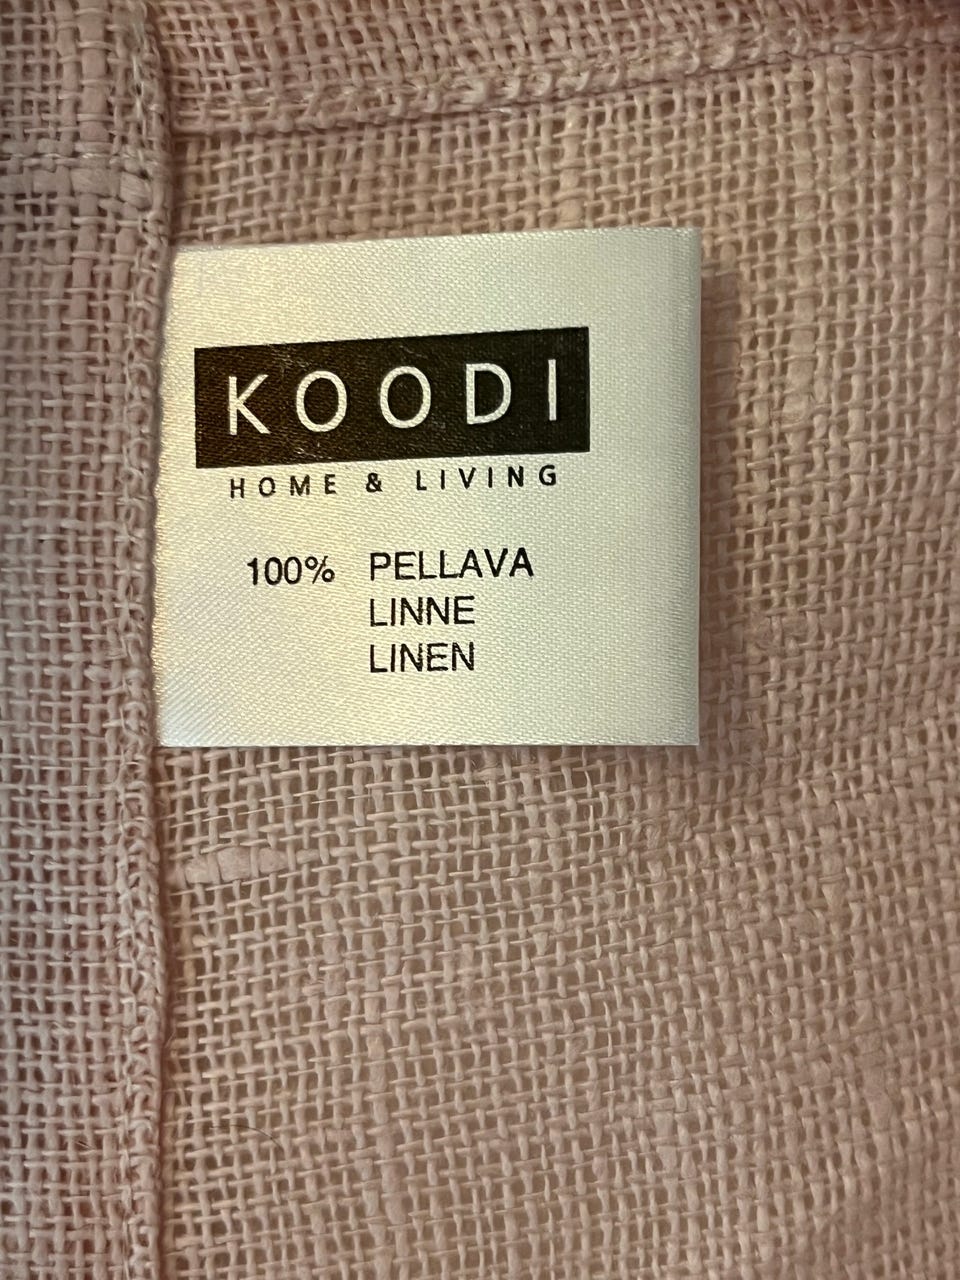 KOODI
HOME & LIVING
100% PELLAVA
LINNE
LINEN